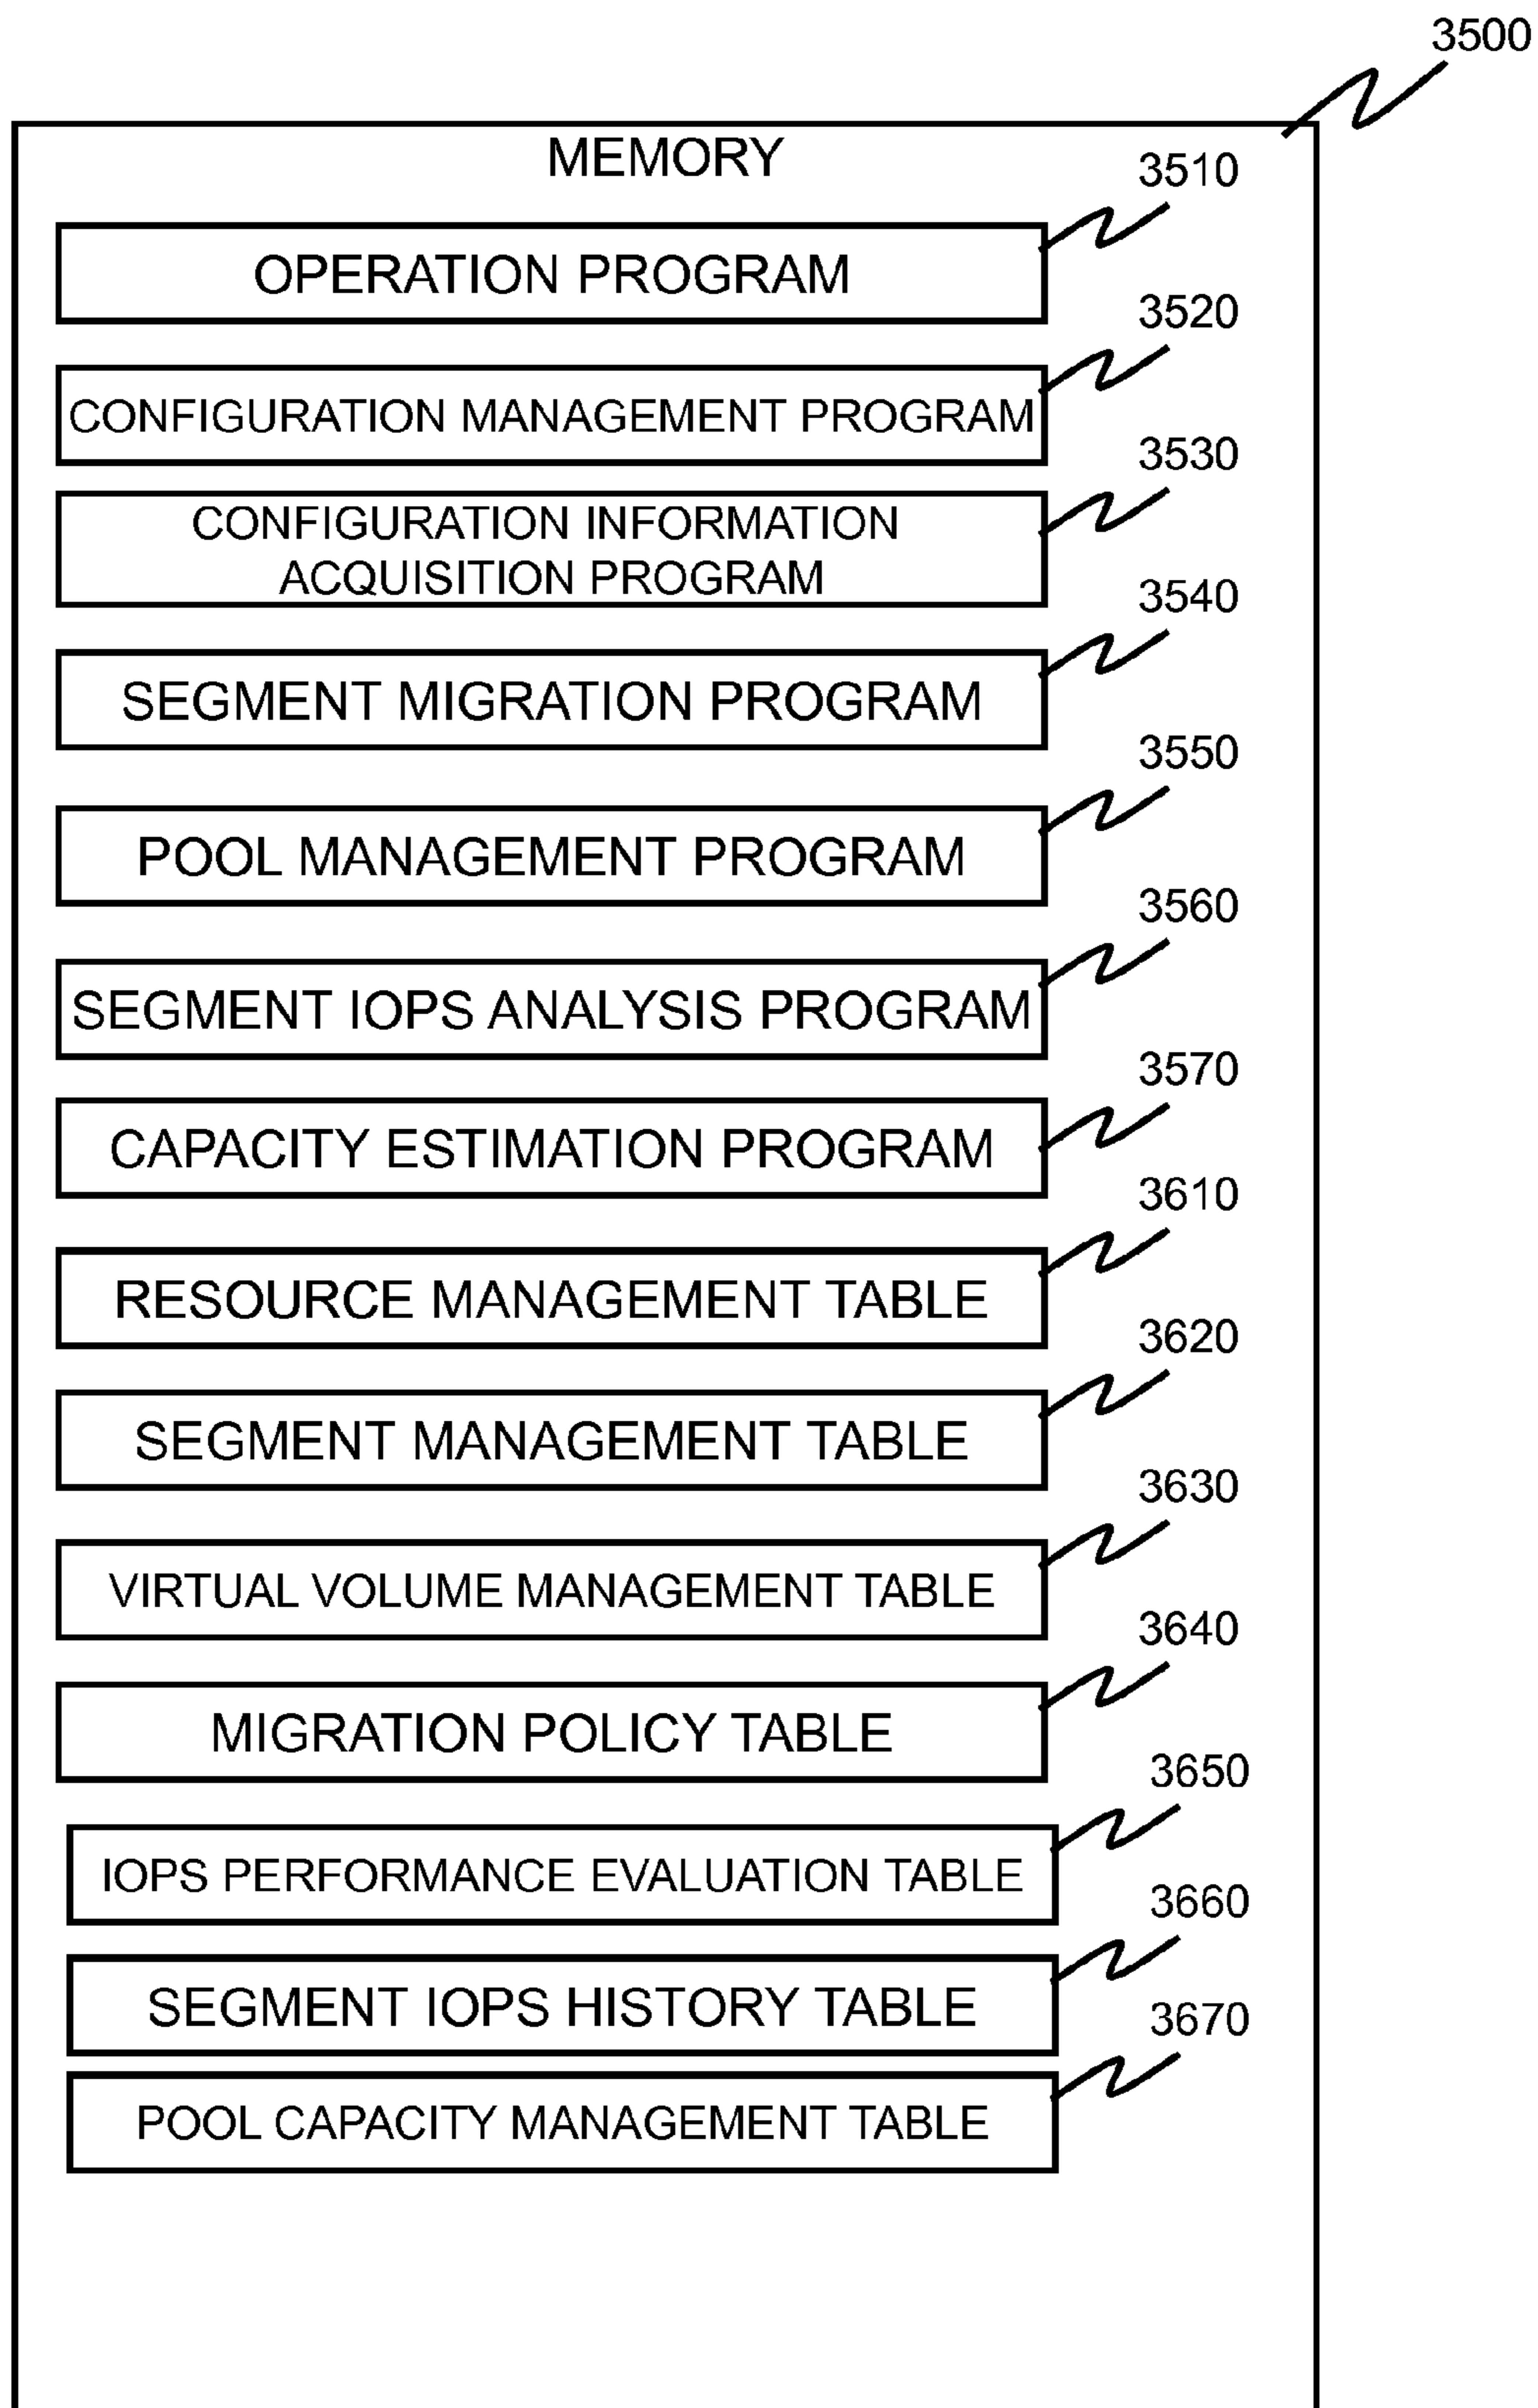 3500
MEMORY
3510
OPERATION PROGRAM
3520
CONFIGURATION MANAGEMENT PROGRAM
3530
CONFIGURATION INFORMATION
ACQUISITION PROGRAM
3540
SEGMENT MIGRATION PROGRAM
3550
POOL MANAGEMENT PROGRAM
3560
SEGMENT IOPS ANALYSIS PROGRAM
3570
CAPACITY ESTIMATION PROGRAM
3610
RESOURCE MANAGEMENT TABLE
3620
SEGMENT MANAGEMENT TABLE
3630
VIRTUAL VOLUME MANAGEMENT TABLE
3640
MIGRATION POLICY TABLE
3650
IOPS PERFORMANCE EVALUATION TABLE
3660
SEGMENT IOPS HISTORY TABLE
3670
POOL CAPACITY MANAGEMENT TABLE